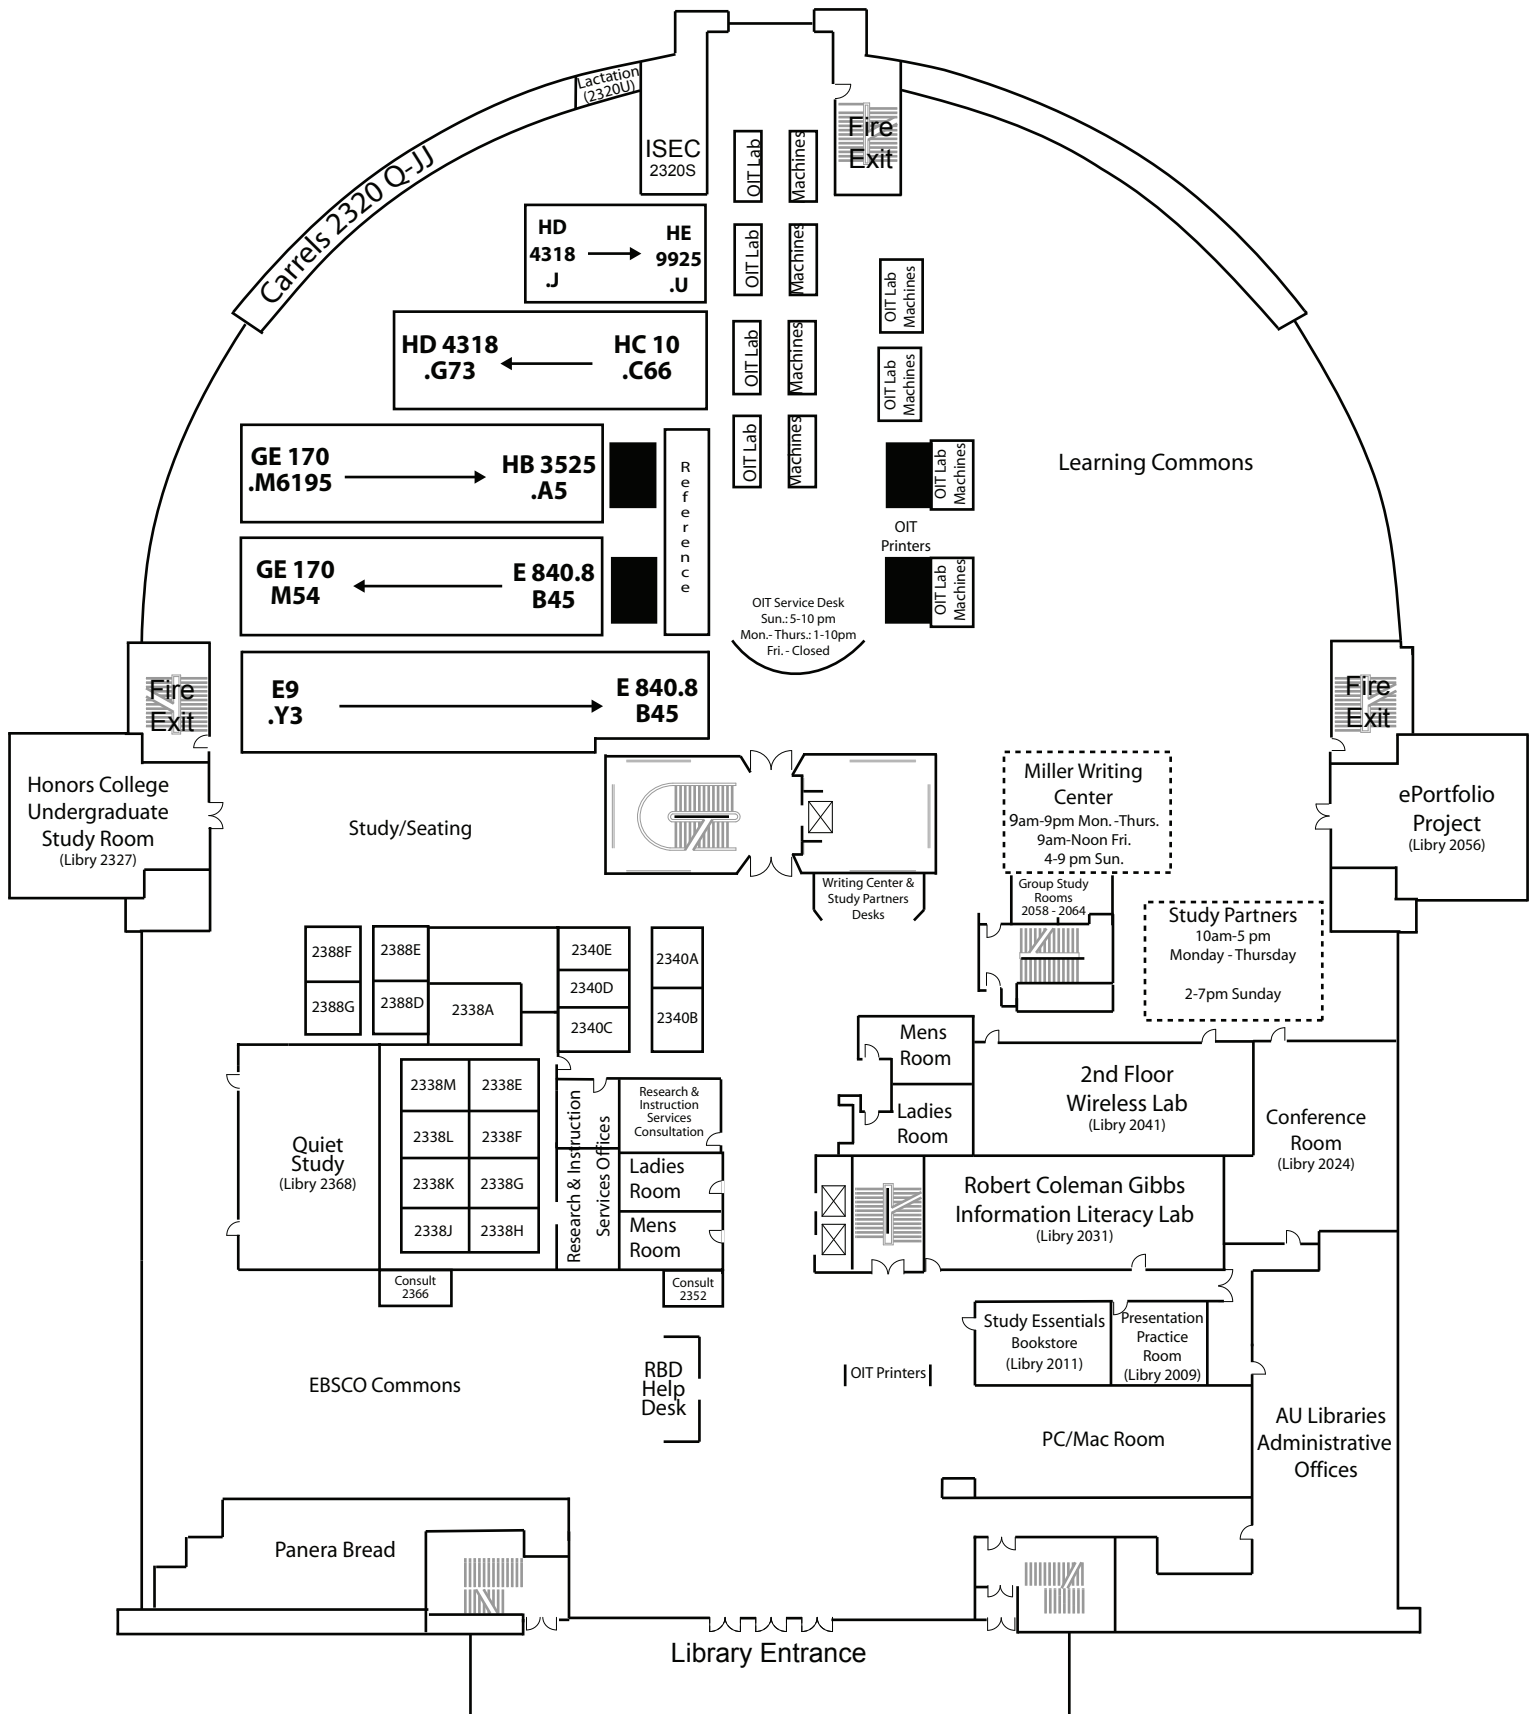 Lactation
(2320U)
Carrels 2320 Q-JJ
ISEC
2320S
Fire
Exit
OIT Lab
Machines
OIT Lab
Machines
OIT Lab
Machines
OIT Lab
Machines
OIT Lab
Machines
OIT Lab
Machines
HD
4318
.J
HE
9925
.U
HD 4318
.G73
HC 10
.C66
GE 170
.M6195
HB 3525
.A5
Reference
OIT Lab
Machines
Learning Commons
OIT
Printers
OIT Lab
Machines
GE 170
M54
E 840.8
B45
OIT Service Desk
Sun.: 5-10 pm
Mon.- Thurs.: 1-10pm
Fri. - Closed
E9
.Y3
E 840.8
B45
Fire
Exit
Fire
Exit
Honors College
Undergraduate
Study Room
(Libry 2327)
Study/Seating
Miller Writing
Center
9am-9pm Mon. -Thurs.
9am-Noon Fri.
4-9 pm Sun.
ePortfolio
Project
(Libry 2056)
Writing Center &
Study Partners
Desks
Group Study
Rooms
2058 - 2064
Study Partners
10am-5 pm
Monday - Thursday
2-7pm Sunday
2388F
2388E
2340E
2340A
2388G
2388D
2338A
2340D
2340C
2340B
Mens
Room
Ladies
Room
2nd Floor
Wireless Lab
(Libry 2041)
Conference
Room
(Libry 2024)
Quiet
Study
(Libry 2368)
2338M
2338E
2338L
2338F
2338K
2338G
2338J
2338H
Research & Instruction
Services Offices
Research &
Instruction
Services
Consultation
Ladies
Room
Mens
Room
Robert Coleman Gibbs
Information Literacy Lab
(Libry 2031)
Consult
2366
Consult
2352
Study Essentials
Bookstore
(Libry 2011)
Presentation
Practice
Room
(Libry 2009)
EBSCO Commons
RBD
Help
Desk
OIT Printers
PC/Mac Room
AU Libraries
Administrative
Offices
Panera Bread
Library Entrance